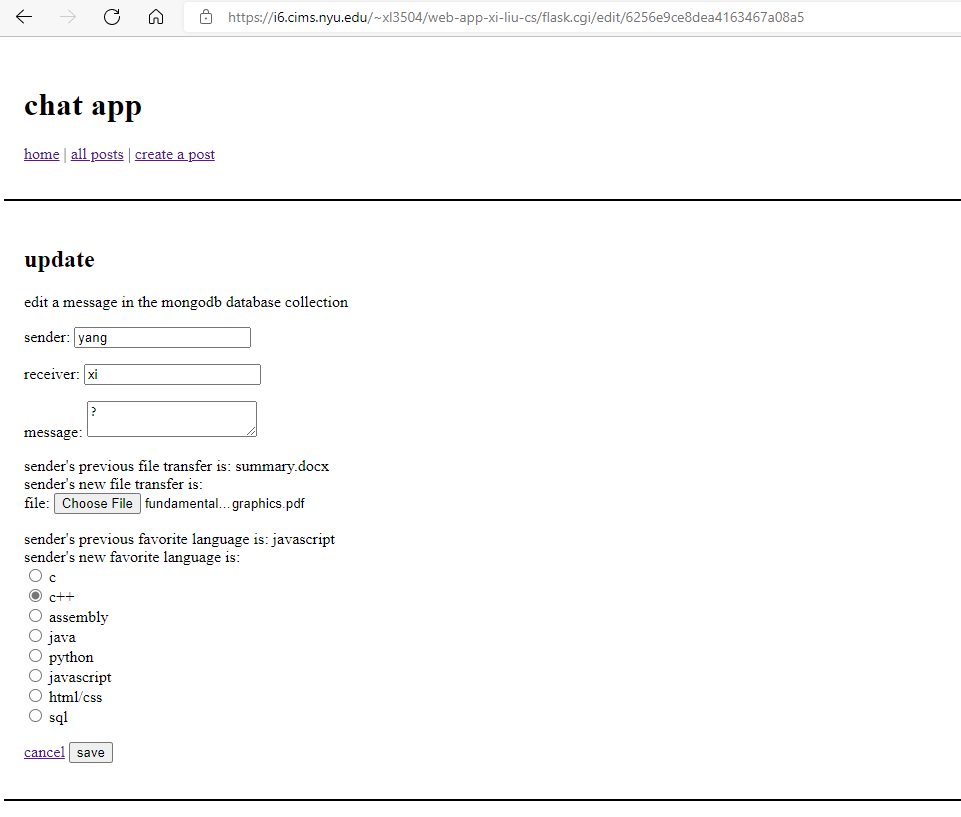 https://i6.cims.nyu.edu/~xl3504/web-app-xi-liu-cs/flask.cgi/edit/6256e9ce8dea4163467a08a5
chat app
home | all posts | create a post
update
edit a message in the mongodb database collection
sender: yang
receiver: xi
message: ?
sender's previous file transfer is: summary.docx
sender's new file transfer is:
file: Choose File fundamental...graphics.pdf
sender's previous favorite language is: javascript
sender's new favorite language is:
c
c++
assembly
java
python
javascript
html/css
sql
cancel save